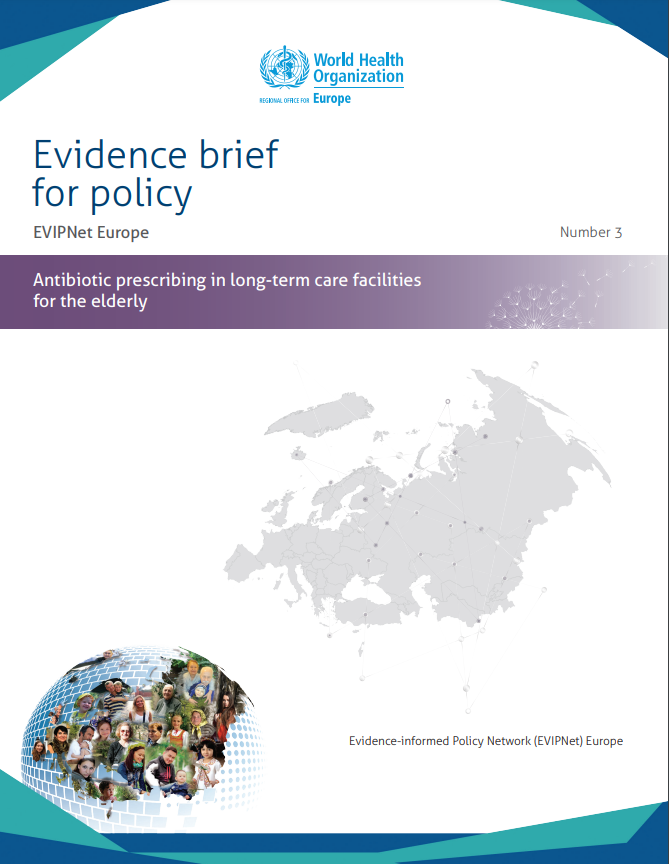 World Health
Organization
REGIONAL OFFICE FOR Europe
Evidence brief
for policy
EVIPNet Europe
Number 3
Antibiotic prescribing in long-term care facilities
for the elderly
Evidence-informed Policy Network (EVIPNet) Europe